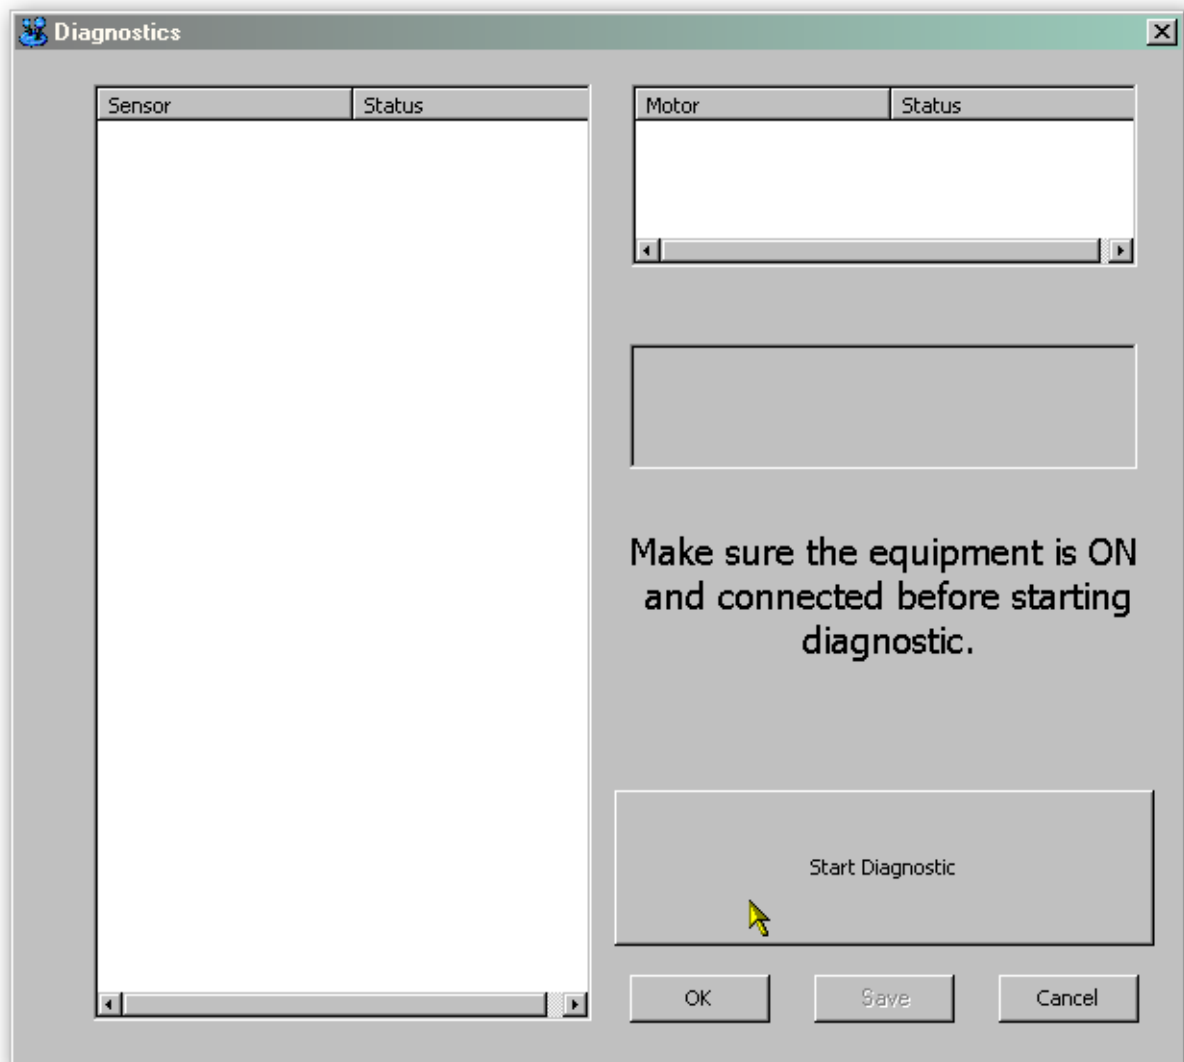 Diagnostics
Sensor Status
Motor Status
Make sure the equipment is ON
and connected before starting
diagnostic.
Start Diagnostic
OK Save Cancel